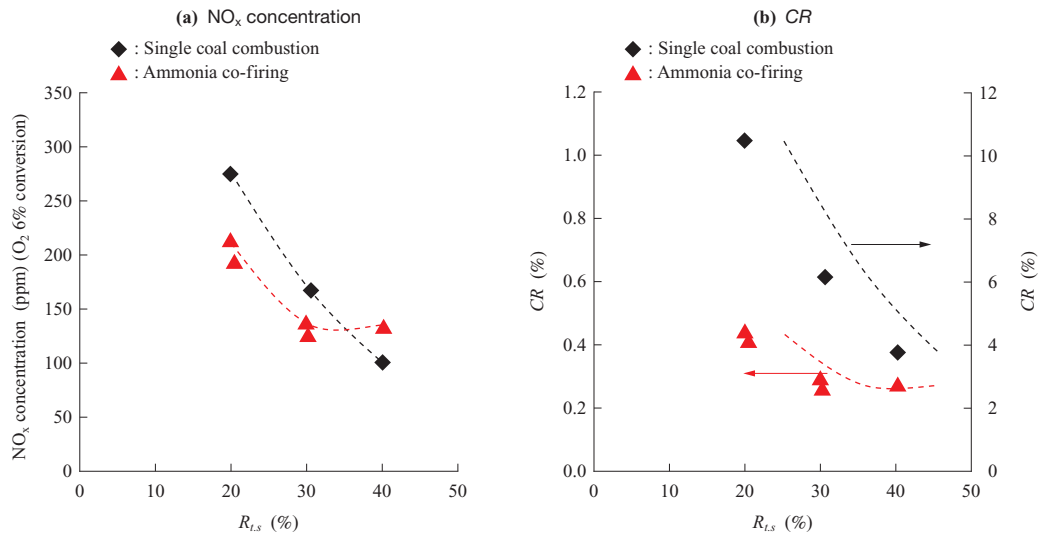 (a) NOx concentration
◆ : Single coal combustion
▲ : Ammonia co-firing
NOx concentration (ppm) (O2 6% conversion)
350
300
250
200
150
100
50
0
0 10 20 30 40 50
Rt.s (%)
(b) CR
◆ : Single coal combustion
▲ : Ammonia co-firing
CR (%)
1.2
1.0
0.8
0.6
0.4
0.2
0.0
12
10
8
6
4
2
0
CR (%)
0 10 20 30 40 50
Rt.s (%)